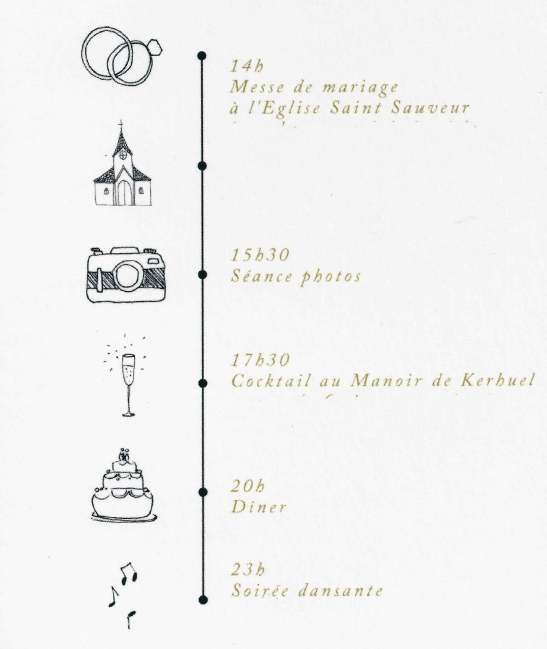 14h
Messe de mariage
à l'Eglise Saint Sauveur
15h30
Séance photos
17h30
Cocktail au Manoir de Kerhuel
20h
Diner
23h
Soirée dansante